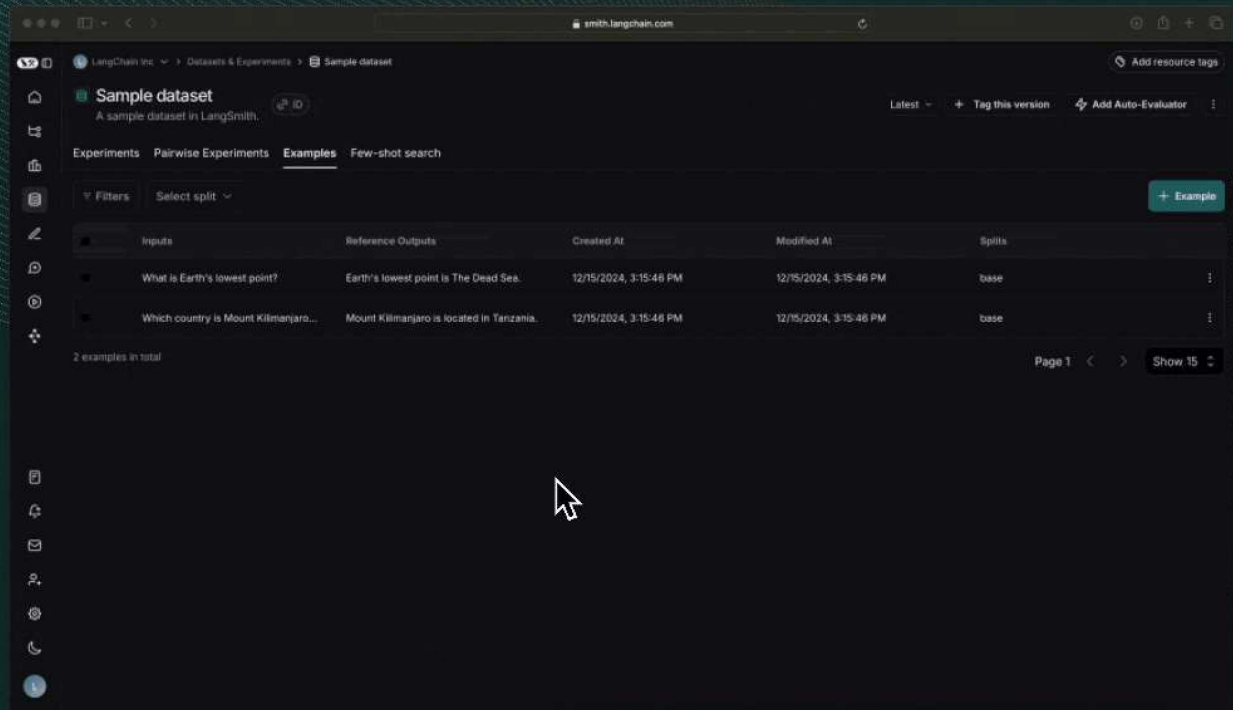 smith.langchain.com
LangChain Inc > Datasets & Experiments > Sample dataset
Add resource tags
Sample dataset
ID
A sample dataset in LangSmith.
Latest
+ Tag this version
Add Auto-Evaluator
Experiments Pairwise Experiments Examples Few-shot search
Filters Select split
+ Example
Inputs Reference Outputs Created At Modified At Splits
What is Earth's lowest point? Earth's lowest point is The Dead Sea. 12/15/2024, 3:15:46 PM 12/15/2024, 3:15:46 PM base
Which country is Mount Kilimanjaro... Mount Kilimanjaro is located in Tanzania. 12/15/2024, 3:15:46 PM 12/15/2024, 3:15:46 PM base
2 examples in total
Page 1 Show 15
L